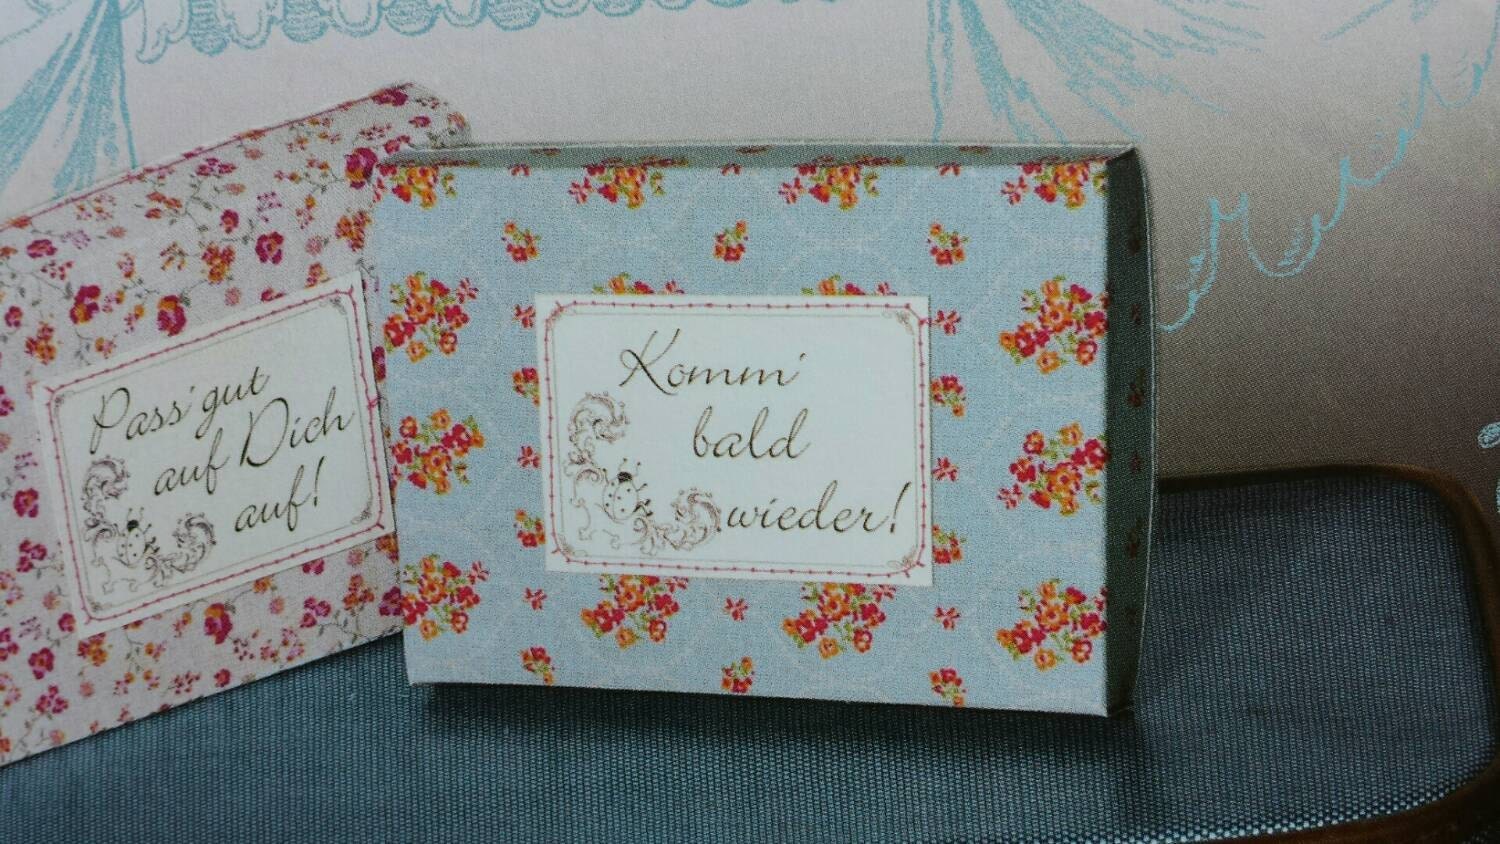 Pass' gut
auf Dich
auf!
Komm'
bald
wieder!